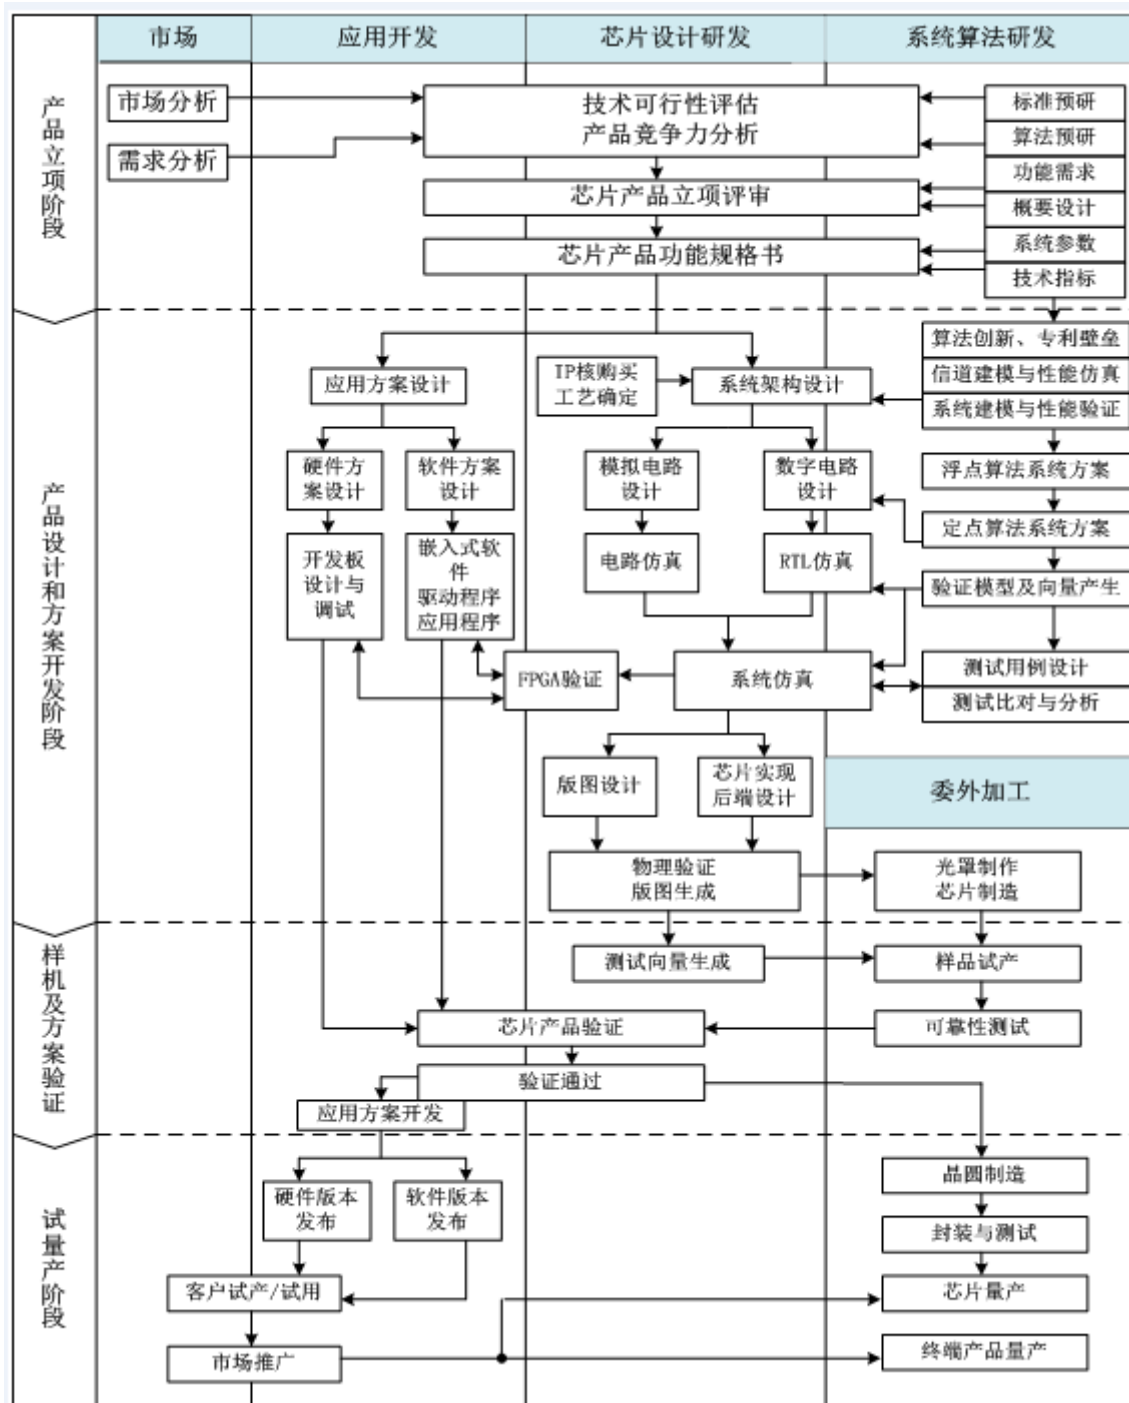 市场
应用开发
芯片设计研发
系统算法研发
产品立项阶段
市场分析
需求分析
技术可行性评估
产品竞争力分析
芯片产品立项评审
芯片产品功能规格书
标准预研
算法预研
功能需求
概要设计
系统参数
技术指标
产品设计和方案开发阶段
应用方案设计
IP核购买
工艺确定
系统架构设计
算法创新、专利壁垒
信道建模与性能仿真
系统建模与性能验证
硬件方
案设计
软件方案
设计
模拟电路
设计
数字电路
设计
浮点算法系统方案
定点算法系统方案
开发板
设计与
调试
嵌入式软
件
驱动程序
应用程序
电路仿真
RTL仿真
验证模型及向量产生
FPGA验证
系统仿真
测试用例设计
测试比对与分析
版图设计
芯片实现
后端设计
委外加工
物理验证
版图生成
光罩制作
芯片制造
样机及方案验证
测试向量生成
样品试产
芯片产品验证
可靠性测试
验证通过
应用方案开发
试量产阶段
硬件版本
发布
软件版本
发布
晶圆制造
封装与测试
客户试产/试用
芯片量产
市场推广
终端产品量产